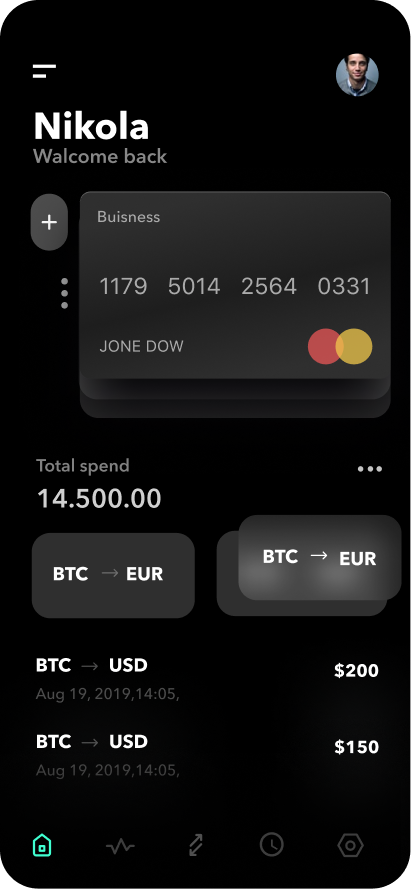 Nikola
Walcome back
+
Buisness
1179 5014 2564 0331
JONE DOW
Total spend
14.500.00
BTC → EUR
BTC → EUR
BTC → USD
$200
Aug 19, 2019,14:05,
BTC → USD
$150
Aug 19, 2019,14:05,